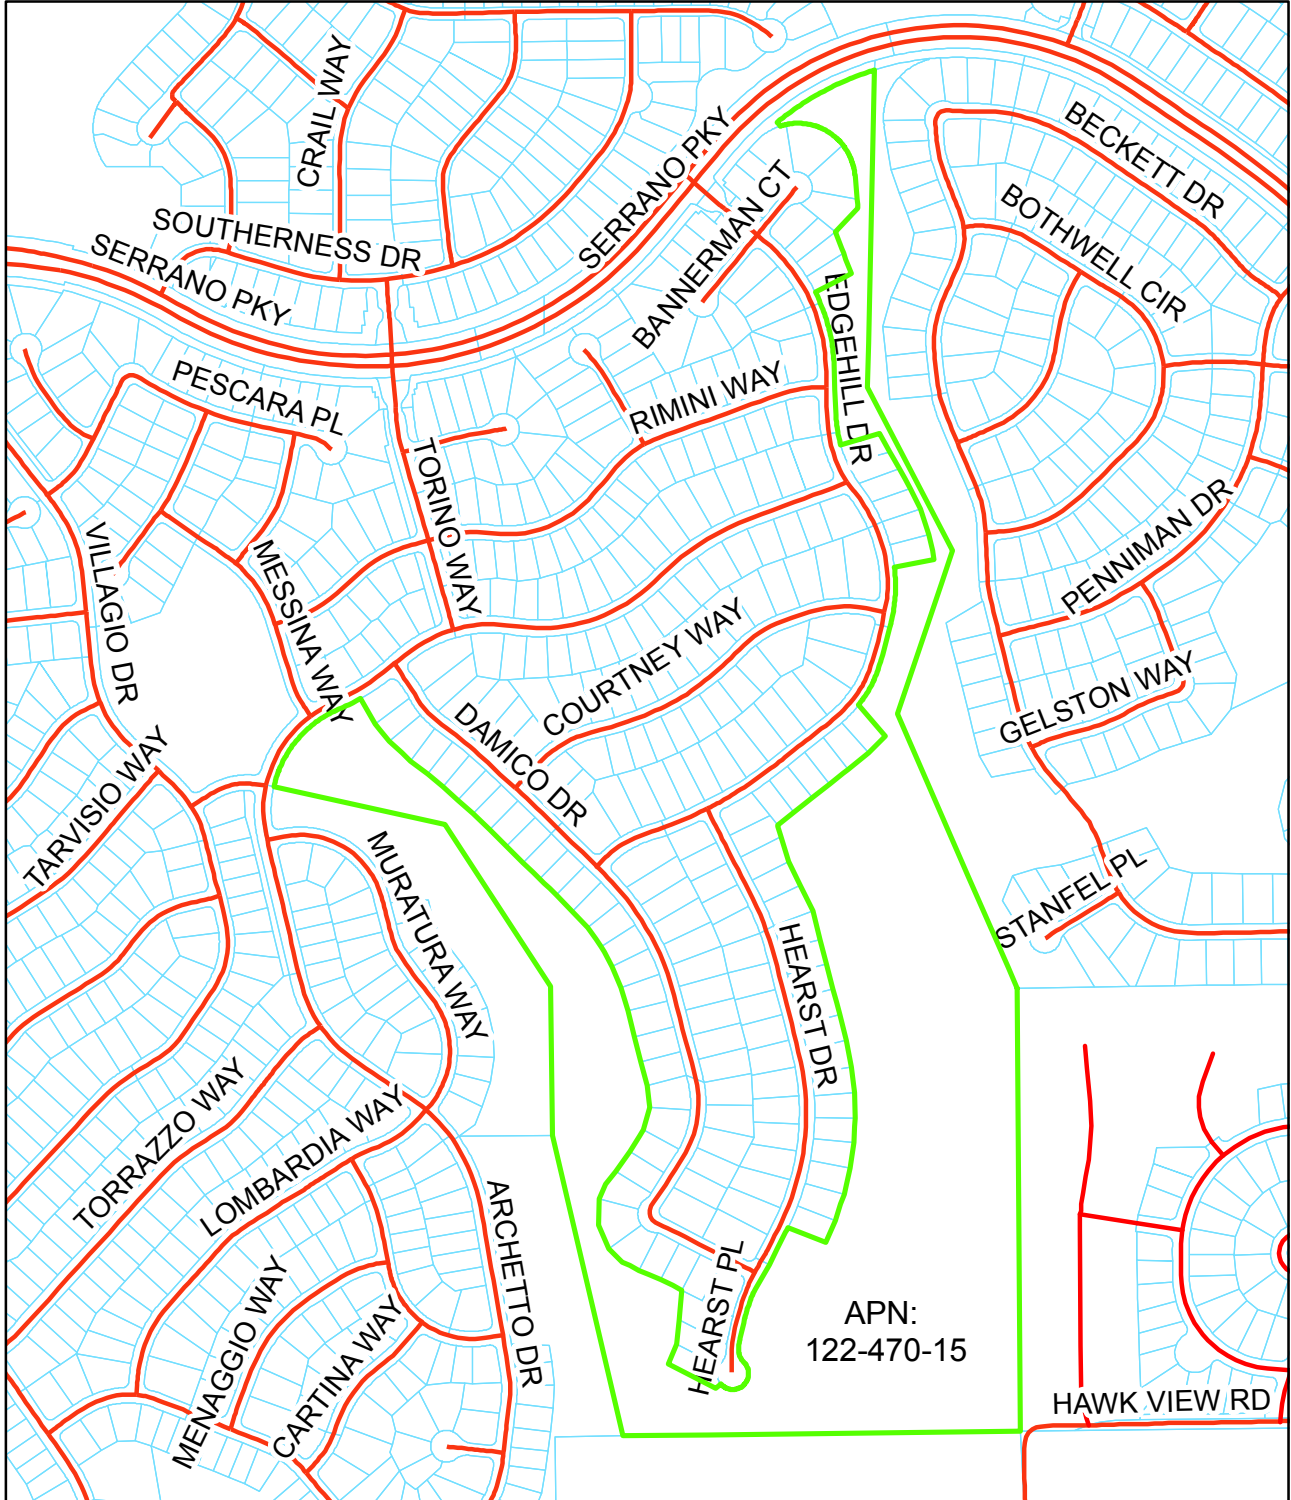 CRAIL WAY
SERRANO PKY
BECKETT DR
BANNERMAN CT
BOTHWELL CIR
SOUTHERNESS DR
SERRANO PKY
EDGEHILL DR
PESCARA PL
RIMINI WAY
TORINO WAY
PENNIMAN DR
VILLAGIO DR
MESSINA WAY
COURTNEY WAY
GELSTON WAY
DAMICO DR
TARVISIO WAY
MURATURA WAY
STANFEL PL
HEARST DR
TORRAZZO WAY
LOMBARDIA WAY
ARCHETTO DR
HEARST PL
MENAGGIO WAY
CARTINA WAY
APN:
122-470-15
HAWK VIEW RD